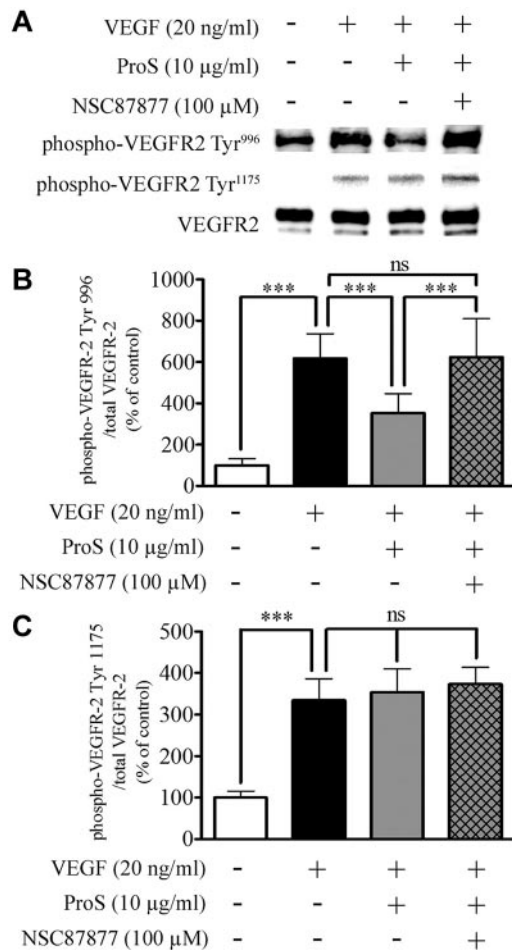 A
VEGF (20 ng/ml) - + + +
ProS (10 µg/ml) - - + +
NSC87877 (100 µM) - - - +
phospho-VEGFR2 Tyr⁹⁹⁶
phospho-VEGFR2 Tyr¹¹⁷⁵
VEGFR2
B
phospho-VEGFR-2 Tyr 996
/total VEGFR-2
(% of control)
1000
800
600
400
200
0
ns
*** *** ***
VEGF (20 ng/ml) - + + +
ProS (10 µg/ml) - - + +
NSC87877 (100 µM) - - - +
C
phospho-VEGFR-2 Tyr 1175
/total VEGFR-2
(% of control)
500
400
300
200
100
0
*** ns
VEGF (20 ng/ml) - + + +
ProS (10 µg/ml) - - + +
NSC87877 (100 µM) - - - +